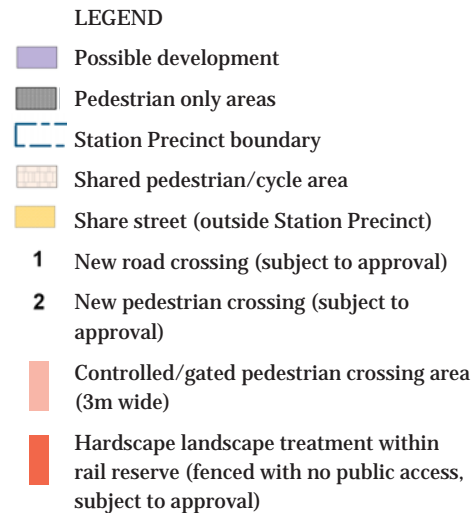 LEGEND
Possible development
Pedestrian only areas
Station Precinct boundary
Shared pedestrian/cycle area
Share street (outside Station Precinct)
1 New road crossing (subject to approval)
2 New pedestrian crossing (subject to
approval)
Controlled/gated pedestrian crossing area
(3m wide)
Hardscape landscape treatment within
rail reserve (fenced with no public access,
subject to approval)